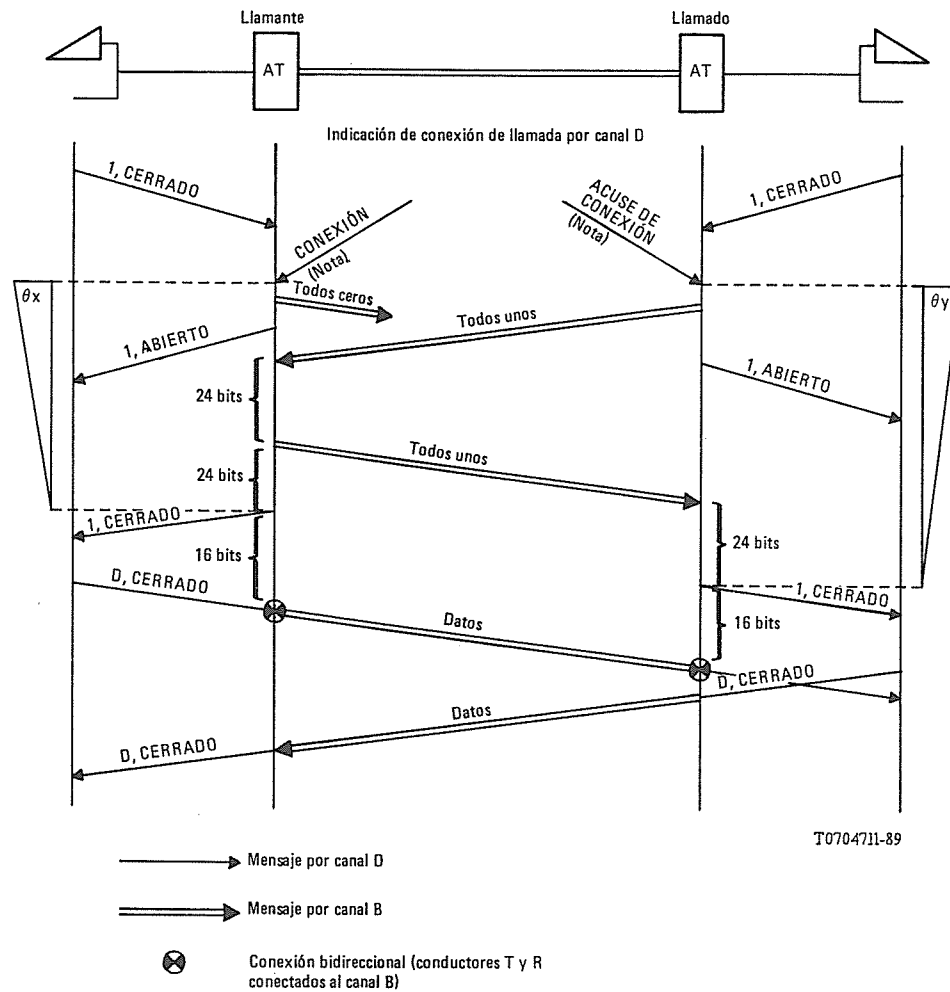 Llamante
Llamado
AT
AT
Indicación de conexión de llamada por canal D
1, CERRADO
CONEXIÓN
(Nota)
ACUSE DE
CONEXIÓN
(Nota)
1, CERRADO
θx
θy
Todos ceros
Todos unos
1, ABIERTO
1, ABIERTO
24 bits
Todos unos
24 bits
1, CERRADO
24 bits
16 bits
D, CERRADO
1, CERRADO
Datos
16 bits
D, CERRADO
Datos
D, CERRADO
T0704711-89
Mensaje por canal D
Mensaje por canal B
Conexión bidireccional (conductores T y R
conectados al canal B)